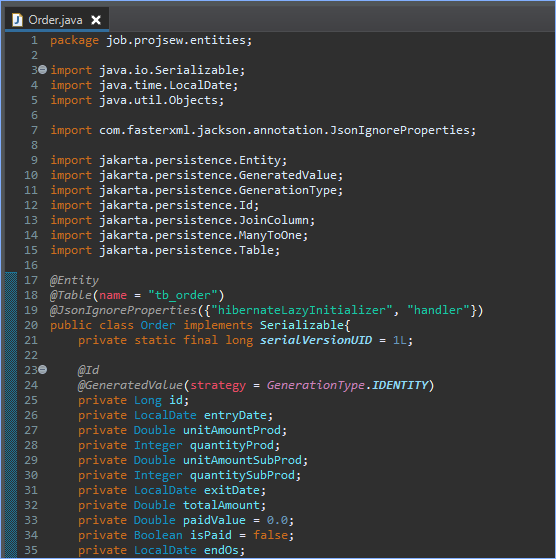 Order.java
1 package job.projsew.entities;
2
3 import java.io.Serializable;
4 import java.time.LocalDate;
5 import java.util.Objects;
6
7 import com.fasterxml.jackson.annotation.JsonIgnoreProperties;
8
9 import jakarta.persistence.Entity;
10 import jakarta.persistence.GeneratedValue;
11 import jakarta.persistence.GenerationType;
12 import jakarta.persistence.Id;
13 import jakarta.persistence.JoinColumn;
14 import jakarta.persistence.ManyToOne;
15 import jakarta.persistence.Table;
16
17 @Entity
18 @Table(name = "tb_order")
19 @JsonIgnoreProperties({"hibernateLazyInitializer", "handler"})
20 public class Order implements Serializable{
21     private static final long serialVersionUID = 1L;
22
23     @Id
24     @GeneratedValue(strategy = GenerationType.IDENTITY)
25     private Long id;
26     private LocalDate entryDate;
27     private Double unitAmountProd;
28     private Integer quantityProd;
29     private Double unitAmountSubProd;
30     private Integer quantitySubProd;
31     private LocalDate exitDate;
32     private Double totalAmount;
33     private Double paidValue = 0.0;
34     private Boolean isPaid = false;
35     private LocalDate endOs;